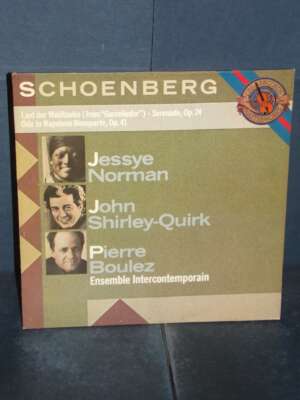 SCHOENBERG
Lied der Waldtaube (from "Gurrelieder") - Serenade, Op. 24
Ode to Napoleon Bonaparte, Op. 41
Jessye
Norman
John
Shirley-Quirk
Pierre
Boulez
Ensemble Intercontemporain